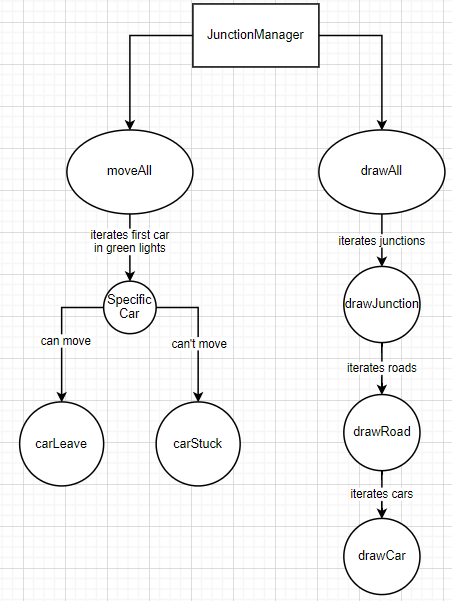 JunctionManager
moveAll
drawAll
iterates first car
in green lights
iterates junctions
Specific
Car
drawJunction
can move
can't move
iterates roads
carLeave
carStuck
drawRoad
iterates cars
drawCar